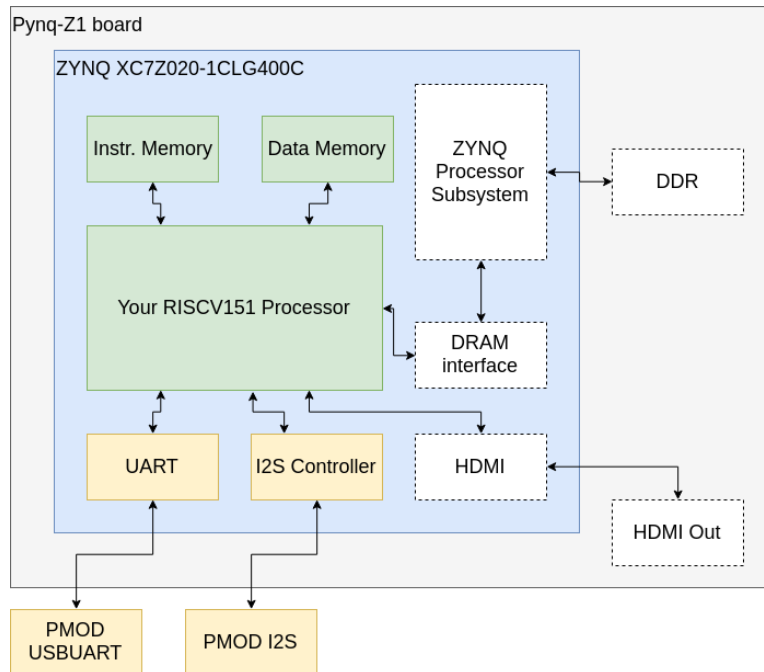 Pynq-Z1 board
ZYNQ XC7Z020-1CLG400C
Instr. Memory
Data Memory
ZYNQ
Processor
Subsystem
DDR
Your RISCV151 Processor
DRAM
interface
UART
I2S Controller
HDMI
HDMI Out
PMOD
USBUART
PMOD I2S